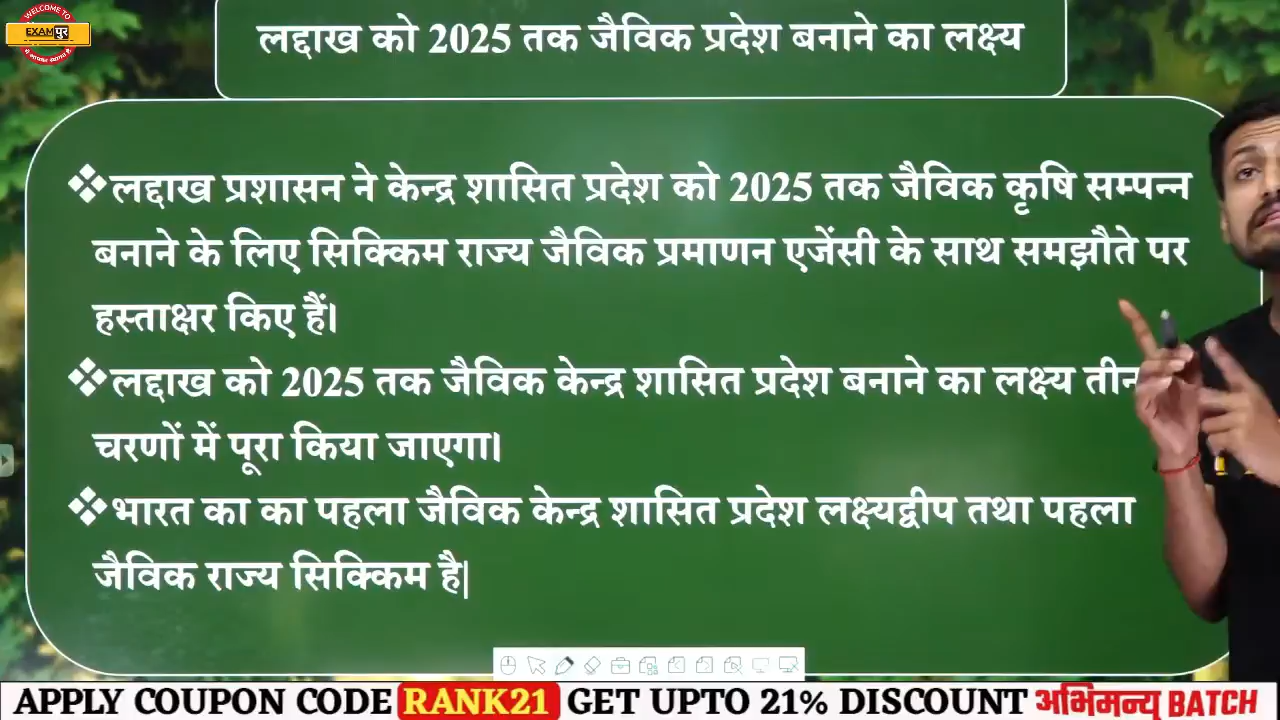 WELCOME TO
EXAMपुर
लद्दाख को 2025 तक जैविक प्रदेश बनाने का लक्ष्य
❖लद्दाख प्रशासन ने केन्द्र शासित प्रदेश को 2025 तक जैविक कृषि सम्पन्न
बनाने के लिए सिक्किम राज्य जैविक प्रमाणन एजेंसी के साथ समझौते पर
हस्ताक्षर किए हैं।
❖लद्दाख को 2025 तक जैविक केन्द्र शासित प्रदेश बनाने का लक्ष्य तीन
चरणों में पूरा किया जाएगा।
❖भारत का का पहला जैविक केन्द्र शासित प्रदेश लक्ष्यद्वीप तथा पहला
जैविक राज्य सिक्किम है|
APPLY COUPON CODE RANK21 GET UPTO 21% DISCOUNT अभिमन्यु BATCH